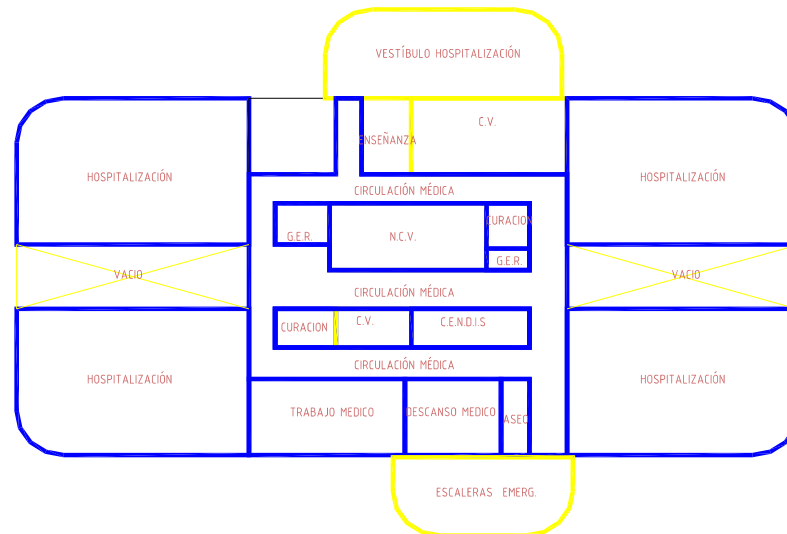 VESTÍBULO HOSPITALIZACIÓN
C.V.
ENSEÑANZA
HOSPITALIZACIÓN
HOSPITALIZACIÓN
CIRCULACIÓN MÉDICA
CURACION
G.E.R.
N.C.V.
G.E.R.
VACIO
VACIO
CIRCULACIÓN MÉDICA
CURACION
C.V.
C.E.N.D.I.S
CIRCULACIÓN MÉDICA
HOSPITALIZACIÓN
HOSPITALIZACIÓN
TRABAJO MEDICO
DESCANSO MEDICO
ASEO
ESCALERAS EMERG.